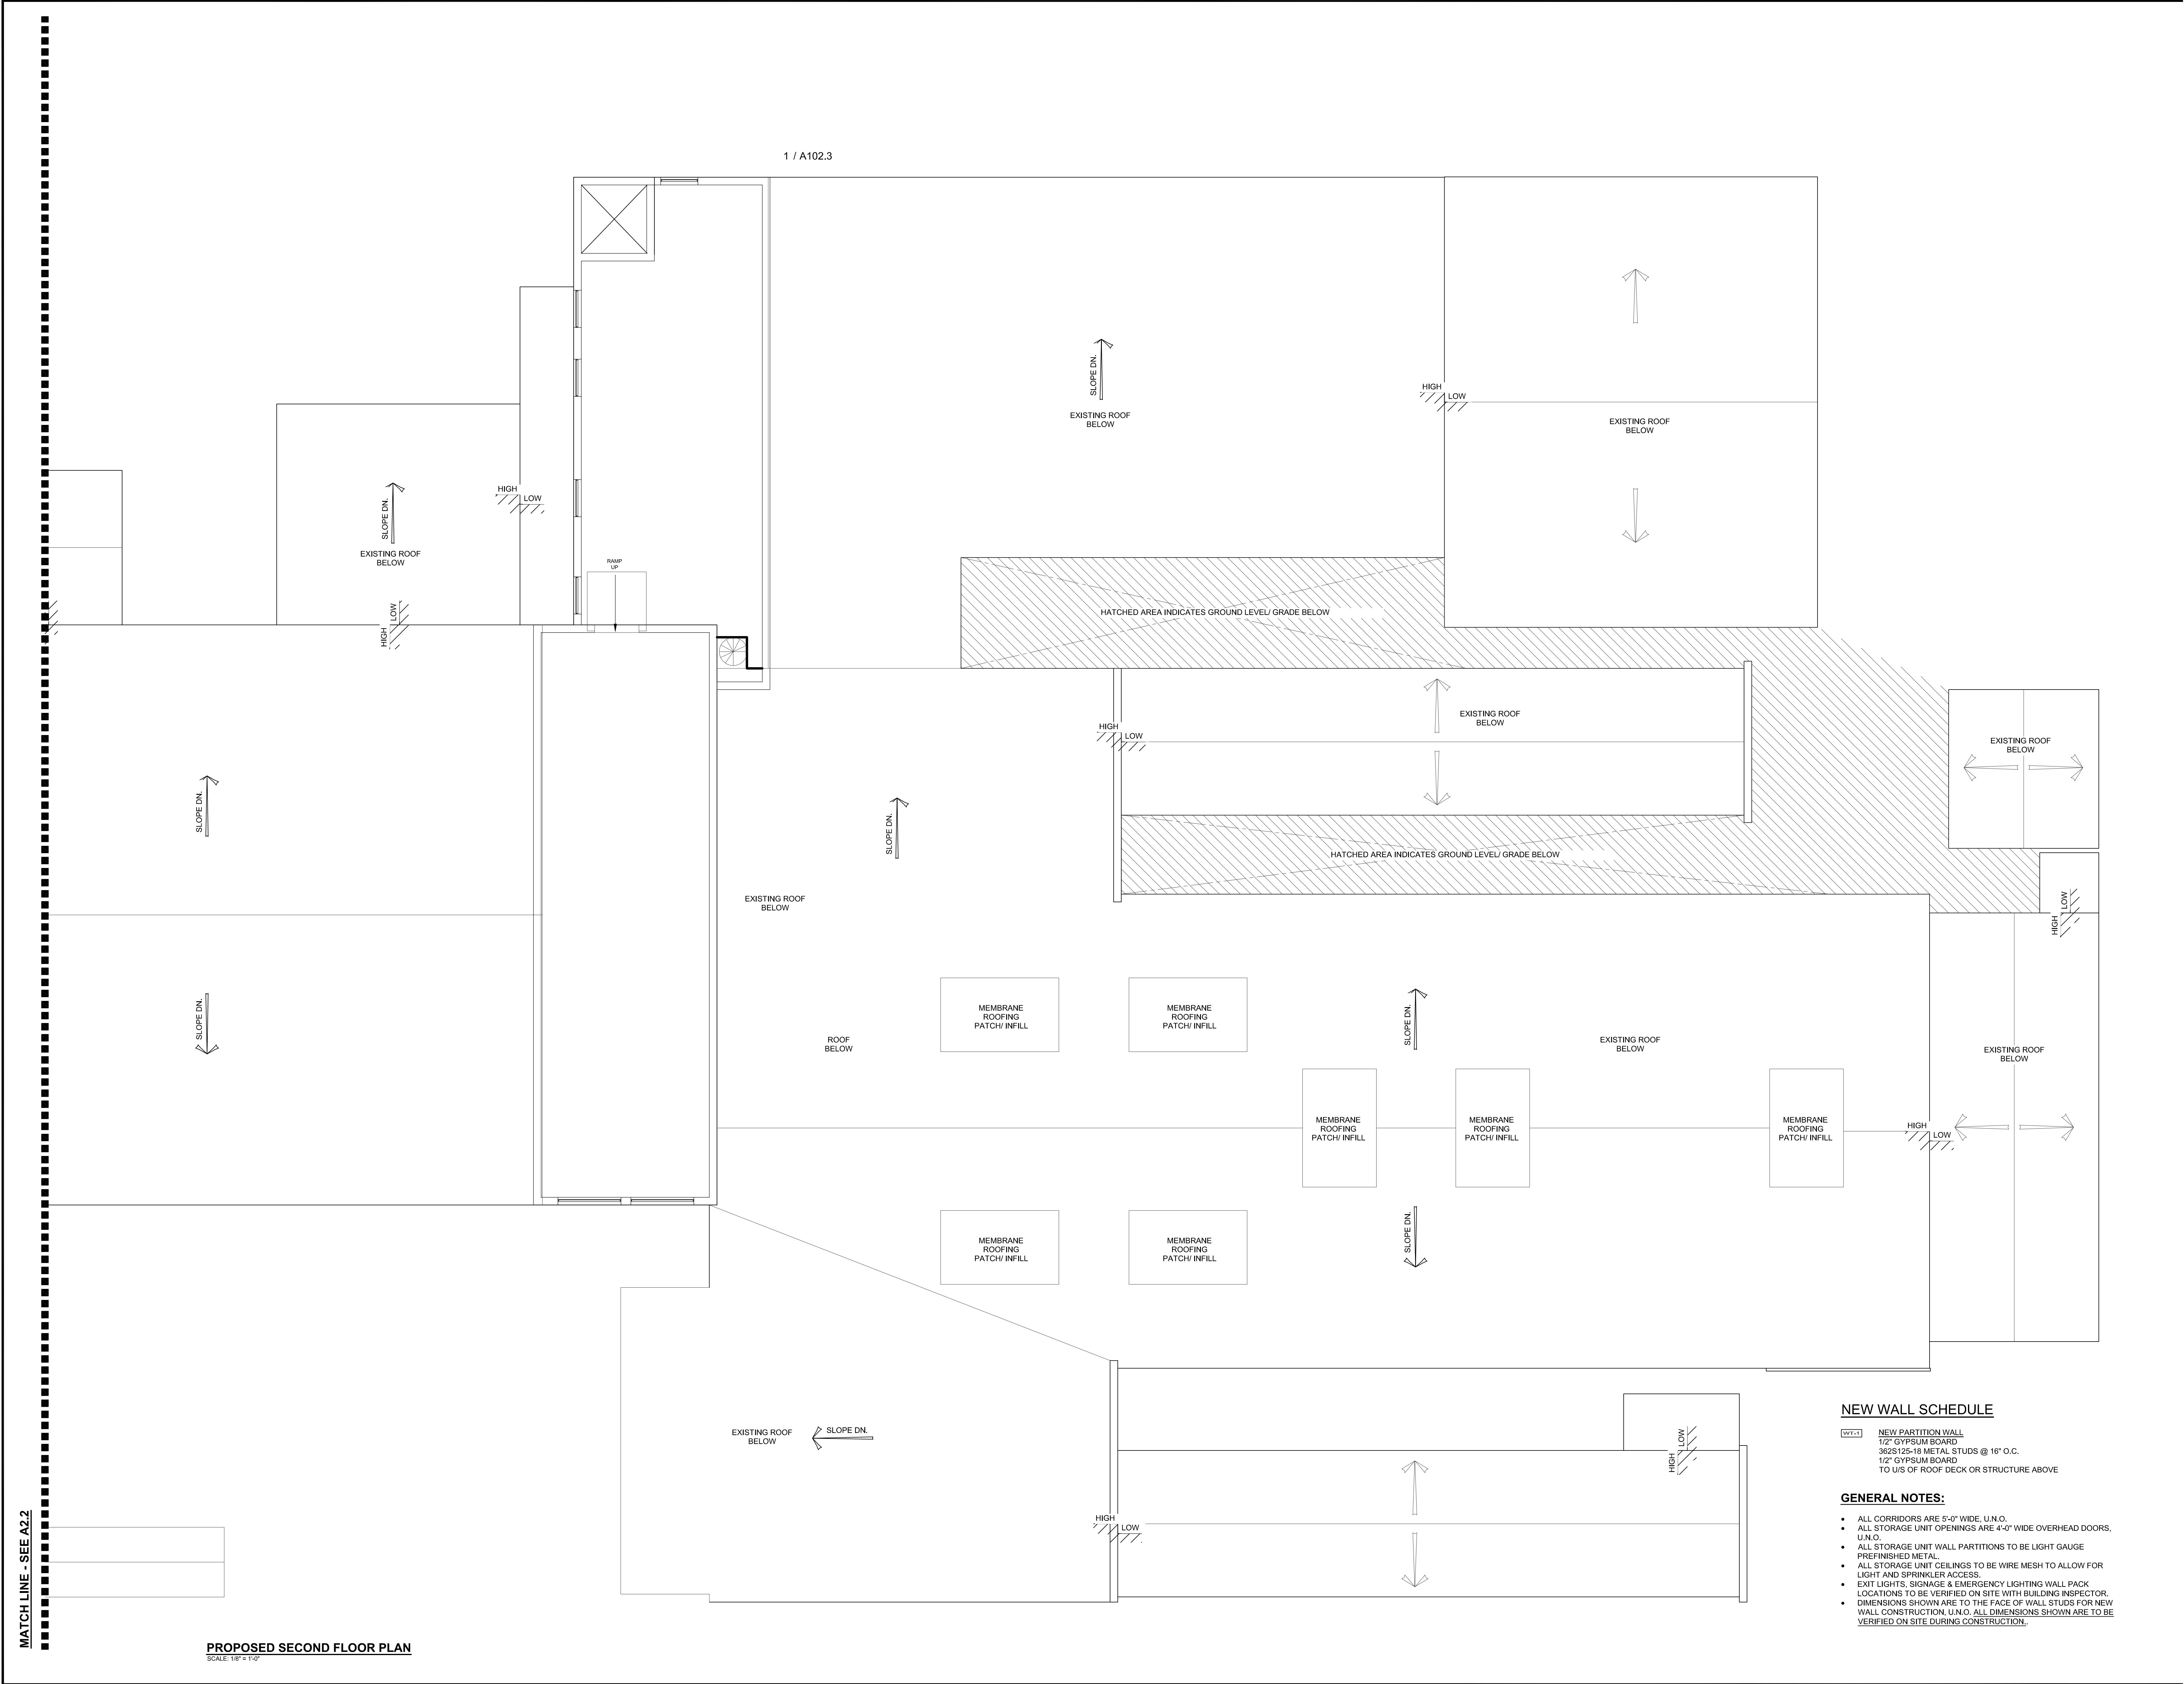 1 / A102.3
SLOPE DN.
EXISTING ROOF
BELOW
HIGH
LOW
EXISTING ROOF
BELOW
HIGH
LOW
SLOPE DN.
EXISTING ROOF
BELOW
RAMP
UP
LOW
HIGH
HATCHED AREA INDICATES GROUND LEVEL/ GRADE BELOW
EXISTING ROOF
BELOW
HIGH
LOW
EXISTING ROOF
BELOW
SLOPE DN.
SLOPE DN.
HATCHED AREA INDICATES GROUND LEVEL/ GRADE BELOW
EXISTING ROOF
BELOW
LOW
HIGH
SLOPE DN.
MEMBRANE
ROOFING
PATCH/ INFILL
MEMBRANE
ROOFING
PATCH/ INFILL
SLOPE DN.
ROOF
BELOW
EXISTING ROOF
BELOW
EXISTING ROOF
BELOW
MEMBRANE
ROOFING
PATCH/ INFILL
MEMBRANE
ROOFING
PATCH/ INFILL
MEMBRANE
ROOFING
PATCH/ INFILL
HIGH
LOW
MEMBRANE
ROOFING
PATCH/ INFILL
MEMBRANE
ROOFING
PATCH/ INFILL
SLOPE DN.
EXISTING ROOF
BELOW
SLOPE DN.
LOW
HIGH
HIGH
LOW
NEW WALL SCHEDULE
WT-1
NEW PARTITION WALL
1/2" GYPSUM BOARD
362S125-18 METAL STUDS @ 16" O.C.
1/2" GYPSUM BOARD
TO U/S OF ROOF DECK OR STRUCTURE ABOVE
GENERAL NOTES:
• ALL CORRIDORS ARE 5'-0" WIDE, U.N.O.
• ALL STORAGE UNIT OPENINGS ARE 4'-0" WIDE OVERHEAD DOORS,
U.N.O.
• ALL STORAGE UNIT WALL PARTITIONS TO BE LIGHT GAUGE
PREFINISHED METAL.
• ALL STORAGE UNIT CEILINGS TO BE WIRE MESH TO ALLOW FOR
LIGHT AND SPRINKLER ACCESS.
• EXIT LIGHTS, SIGNAGE & EMERGENCY LIGHTING WALL PACK
LOCATIONS TO BE VERIFIED ON SITE WITH BUILDING INSPECTOR.
• DIMENSIONS SHOWN ARE TO THE FACE OF WALL STUDS FOR NEW
WALL CONSTRUCTION, U.N.O. ALL DIMENSIONS SHOWN ARE TO BE
VERIFIED ON SITE DURING CONSTRUCTION..
MATCH LINE - SEE A2.2
PROPOSED SECOND FLOOR PLAN
SCALE: 1/8" = 1'-0"